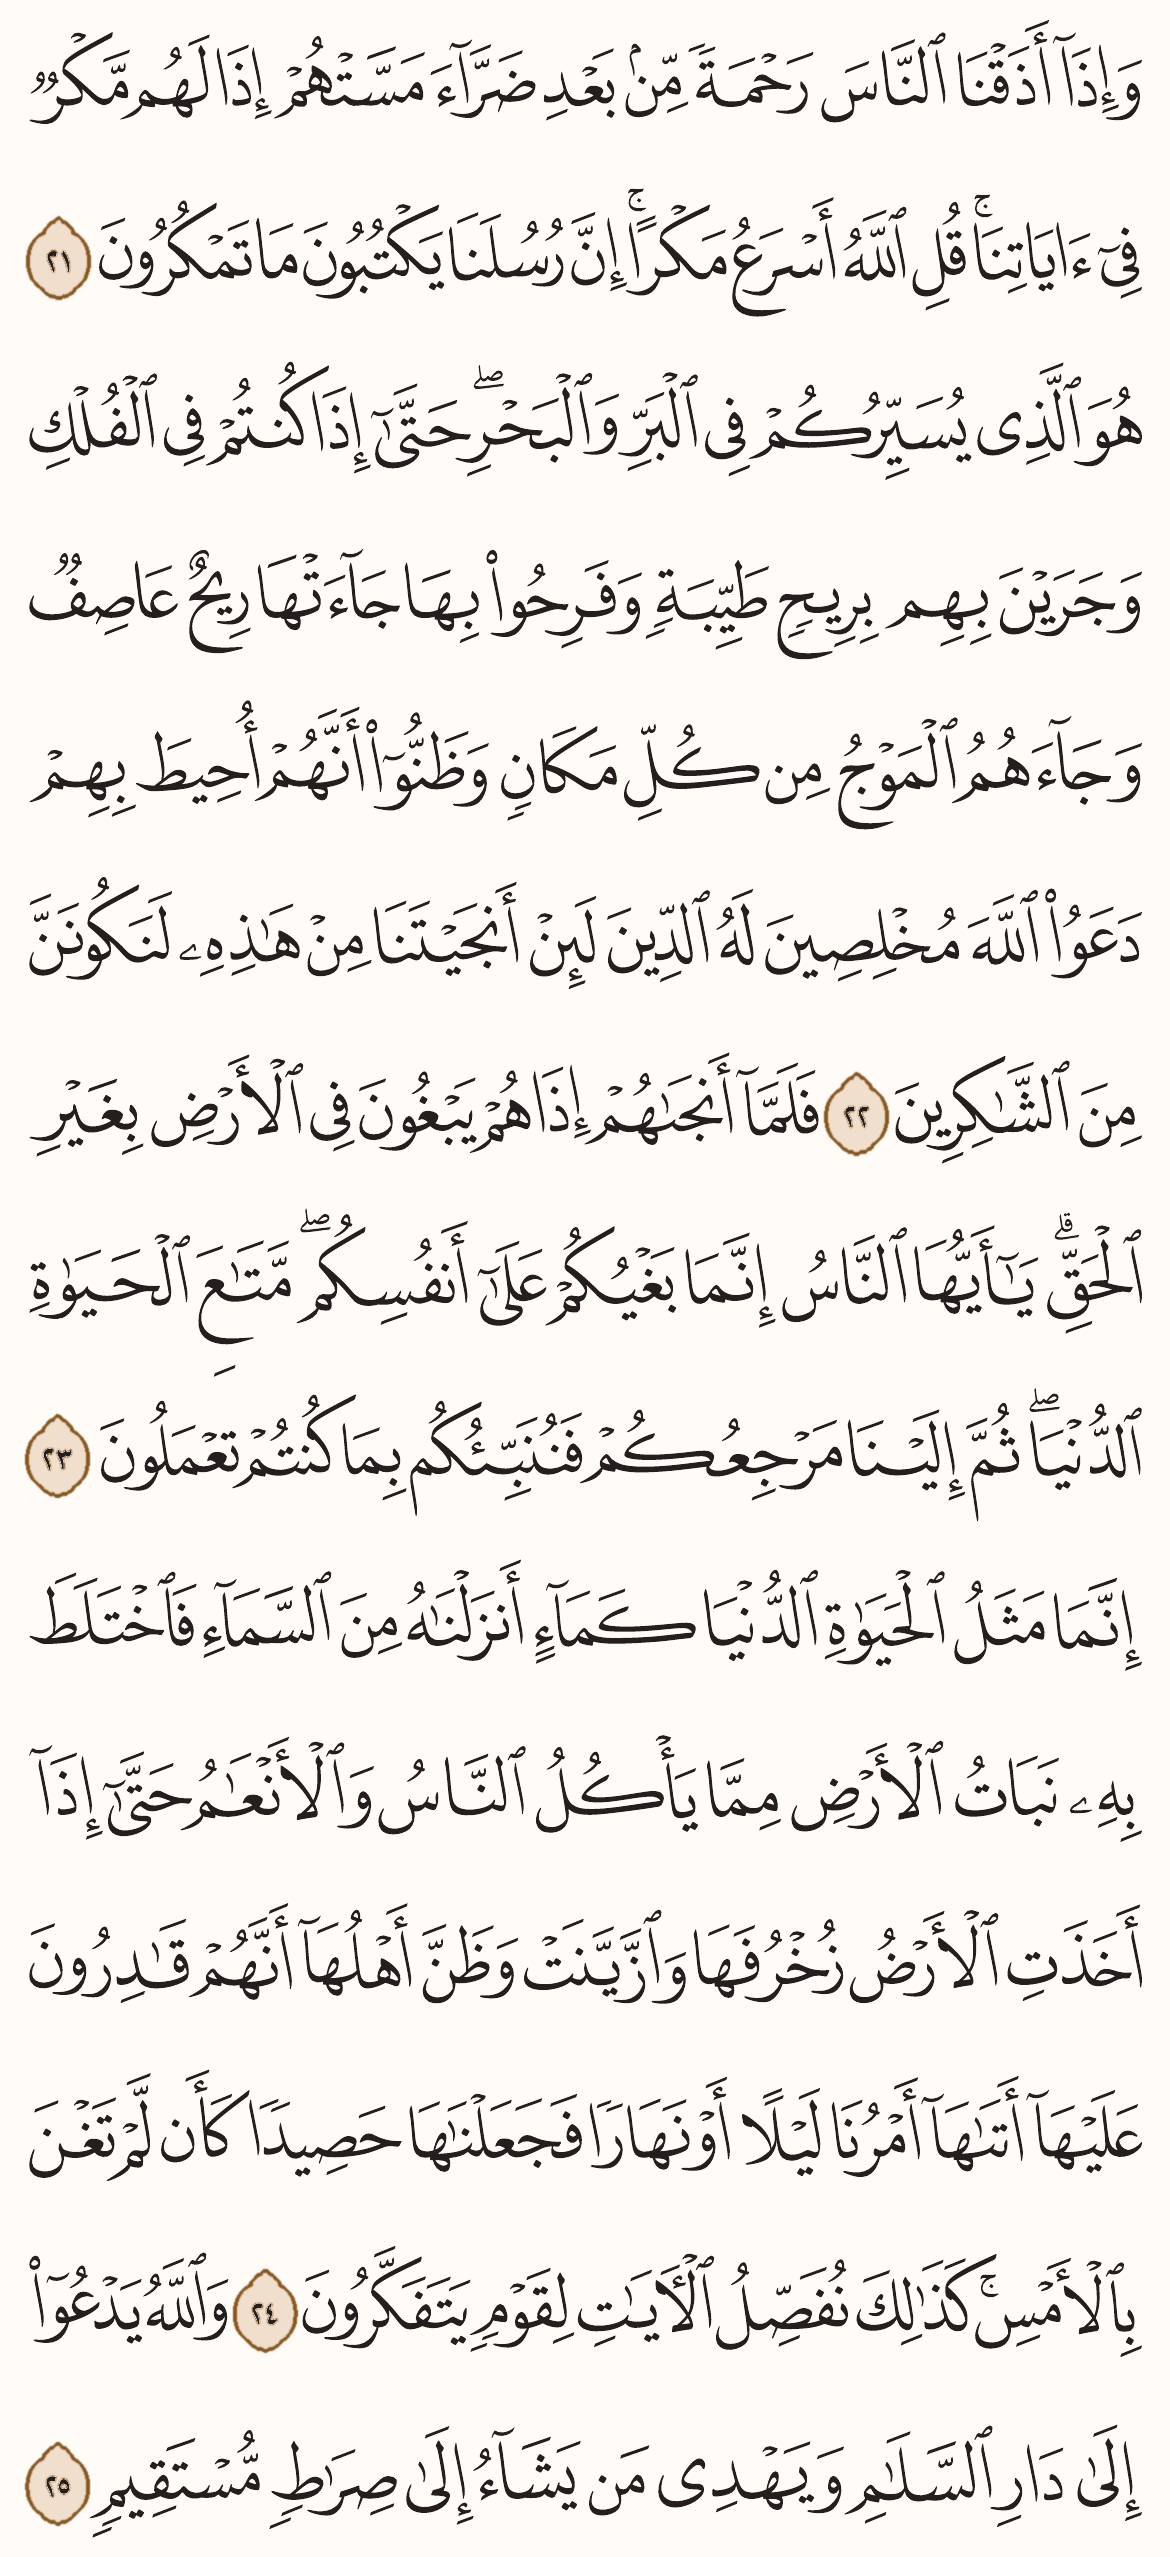 وَإِذَآ أَذَقۡنَا ٱلنَّاسَ رَحۡمَةٗ مِّنۢ بَعۡدِ ضَرَّآءَ مَسَّتۡهُمۡ إِذَا لَهُم مَّكۡرٞ
فِيٓ ءَايَاتِنَاۚ قُلِ ٱللَّهُ أَسۡرَعُ مَكۡرًاۚ إِنَّ رُسُلَنَا يَكۡتُبُونَ مَا تَمۡكُرُونَ ٢١
هُوَ ٱلَّذِي يُسَيِّرُكُمۡ فِي ٱلۡبَرِّ وَٱلۡبَحۡرِۖ حَتَّىٰٓ إِذَا كُنتُمۡ فِي ٱلۡفُلۡكِ
وَجَرَيۡنَ بِهِم بِرِيحٖ طَيِّبَةٖ وَفَرِحُواْ بِهَا جَآءَتۡهَا رِيحٌ عَاصِفٞ
وَجَآءَهُمُ ٱلۡمَوۡجُ مِن كُلِّ مَكَانٖ وَظَنُّوٓاْ أَنَّهُمۡ أُحِيطَ بِهِمۡ
دَعَوُاْ ٱللَّهَ مُخۡلِصِينَ لَهُ ٱلدِّينَ لَئِنۡ أَنجَيۡتَنَا مِنۡ هَٰذِهِۦ لَنَكُونَنَّ
مِنَ ٱلشَّٰكِرِينَ ٢٢ فَلَمَّآ أَنجَىٰهُمۡ إِذَا هُمۡ يَبۡغُونَ فِي ٱلۡأَرۡضِ بِغَيۡرِ
ٱلۡحَقِّۗ يَٰٓأَيُّهَا ٱلنَّاسُ إِنَّمَا بَغۡيُكُمۡ عَلَىٰٓ أَنفُسِكُمۖ مَّتَٰعَ ٱلۡحَيَوٰةِ
ٱلدُّنۡيَاۖ ثُمَّ إِلَيۡنَا مَرۡجِعُكُمۡ فَنُنَبِّئُكُم بِمَا كُنتُمۡ تَعۡمَلُونَ ٢٣
إِنَّمَا مَثَلُ ٱلۡحَيَوٰةِ ٱلدُّنۡيَا كَمَآءٍ أَنزَلۡنَٰهُ مِنَ ٱلسَّمَآءِ فَٱخۡتَلَطَ
بِهِۦ نَبَاتُ ٱلۡأَرۡضِ مِمَّا يَأۡكُلُ ٱلنَّاسُ وَٱلۡأَنۡعَٰمُ حَتَّىٰٓ إِذَآ
أَخَذَتِ ٱلۡأَرۡضُ زُخۡرُفَهَا وَٱزَّيَّنَتۡ وَظَنَّ أَهۡلُهَآ أَنَّهُمۡ قَٰدِرُونَ
عَلَيۡهَآ أَتَىٰهَآ أَمۡرُنَا لَيۡلًا أَوۡ نَهَارٗا فَجَعَلۡنَٰهَا حَصِيدٗا كَأَن لَّمۡ تَغۡنَ
بِٱلۡأَمۡسِۚ كَذَٰلِكَ نُفَصِّلُ ٱلۡأٓيَٰتِ لِقَوۡمٖ يَتَفَكَّرُونَ ٢٤ وَٱللَّهُ يَدۡعُوٓاْ
إِلَىٰ دَارِ ٱلسَّلَٰمِ وَيَهۡدِي مَن يَشَآءُ إِلَىٰ صِرَٰطٖ مُّسۡتَقِيمٖ ٢٥